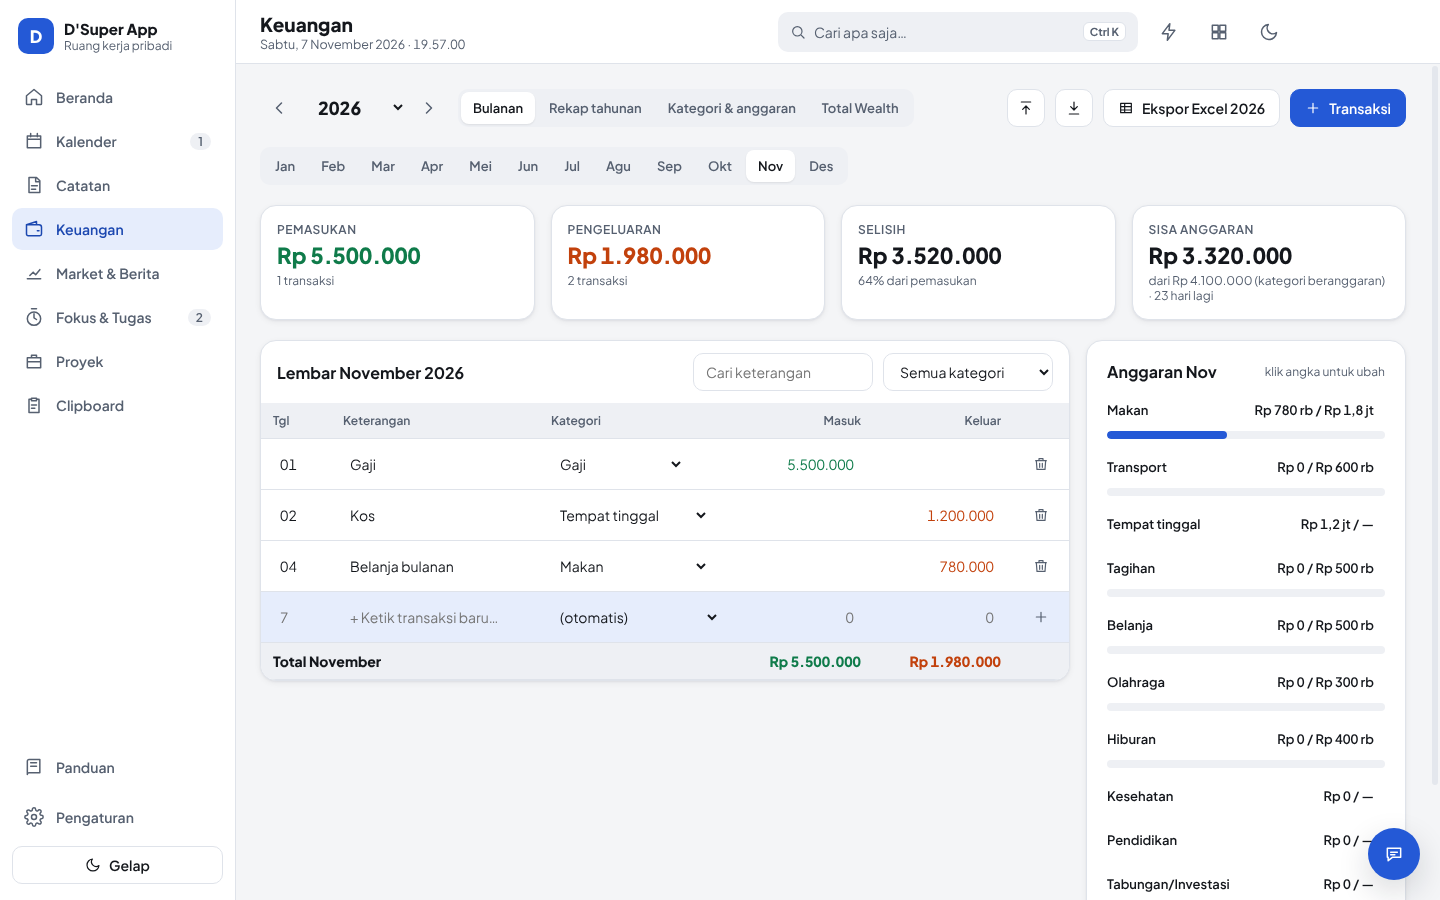 D
D'Super App
Ruang kerja pribadi
Beranda
Kalender 1
Catatan
Keuangan
Market & Berita
Fokus & Tugas 2
Proyek
Clipboard
Panduan
Pengaturan
Gelap
Keuangan
Sabtu, 7 November 2026 · 19.57.00
Cari apa saja… Ctrl K
2026
Bulanan Rekap tahunan Kategori & anggaran Total Wealth
Ekspor Excel 2026
+ Transaksi
Jan Feb Mar Apr Mei Jun Jul Agu Sep Okt Nov Des
PEMASUKAN
Rp 5.500.000
1 transaksi
PENGELUARAN
Rp 1.980.000
2 transaksi
SELISIH
Rp 3.520.000
64% dari pemasukan
SISA ANGGARAN
Rp 3.320.000
dari Rp 4.100.000 (kategori beranggaran)
· 23 hari lagi
Lembar November 2026
Cari keterangan
Semua kategori
Tgl Keterangan Kategori Masuk Keluar
01 Gaji Gaji 5.500.000
02 Kos Tempat tinggal 1.200.000
04 Belanja bulanan Makan 780.000
7 + Ketik transaksi baru… (otomatis) 0 0 +
Total November Rp 5.500.000 Rp 1.980.000
Anggaran Nov klik angka untuk ubah
Makan Rp 780 rb / Rp 1,8 jt
Transport Rp 0 / Rp 600 rb
Tempat tinggal Rp 1,2 jt / —
Tagihan Rp 0 / Rp 500 rb
Belanja Rp 0 / Rp 500 rb
Olahraga Rp 0 / Rp 300 rb
Hiburan Rp 0 / Rp 400 rb
Kesehatan Rp 0 / —
Pendidikan Rp 0 / —
Tabungan/Investasi Rp 0 / —